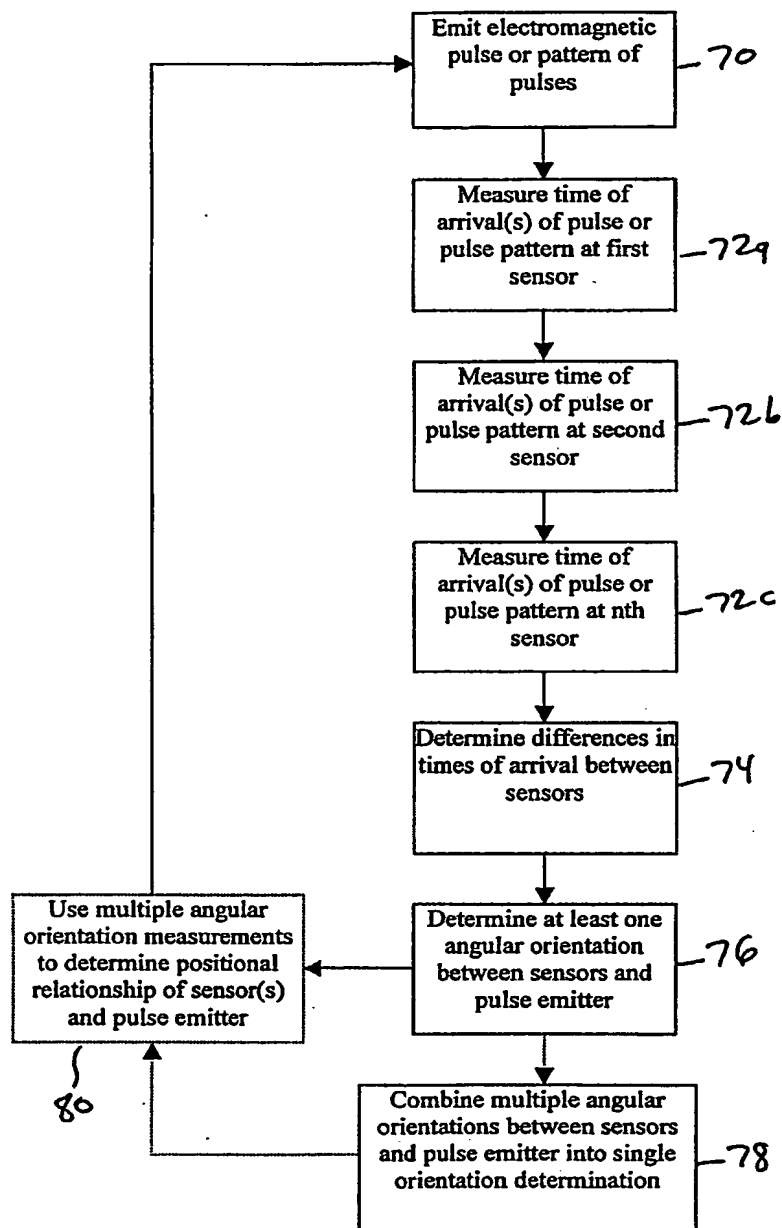 Emit electromagnetic
pulse or pattern of
pulses
70
Measure time of
arrival(s) of pulse or
pulse pattern at first
sensor
72a
Measure time of
arrival(s) of pulse or
pulse pattern at second
sensor
72b
Measure time of
arrival(s) of pulse or
pulse pattern at nth
sensor
72c
Determine differences in
times of arrival between
sensors
74
Determine at least one
angular orientation
between sensors and
pulse emitter
76
Use multiple angular
orientation measurements
to determine positional
relationship of sensor(s)
and pulse emitter
80
Combine multiple angular
orientations between sensors
and pulse emitter into single
orientation determination
78